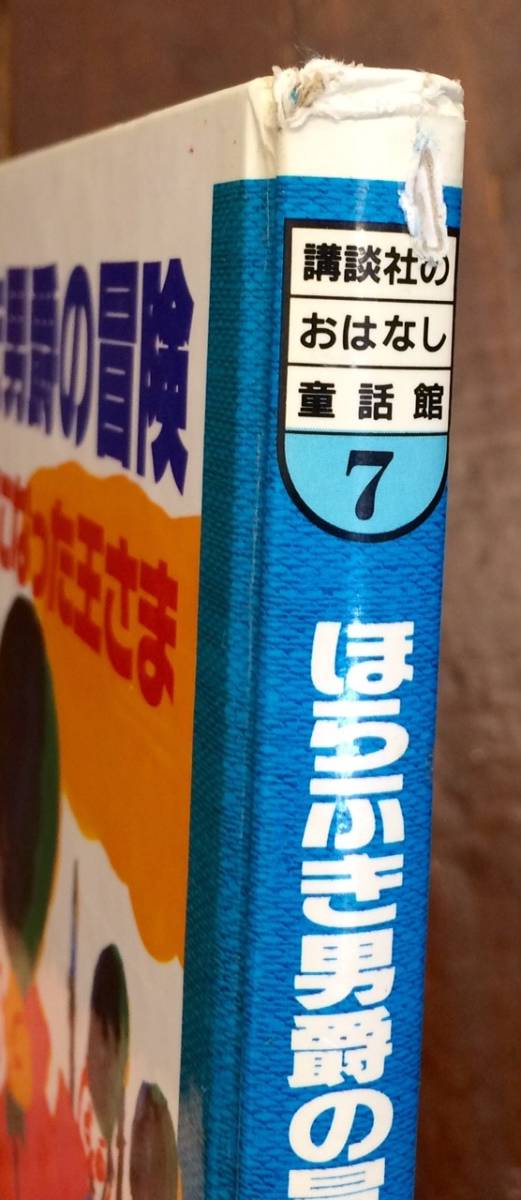 講談社の
おはなし
童話館
7
ほらふき男爵の冒
男爵の冒険
なった王さま